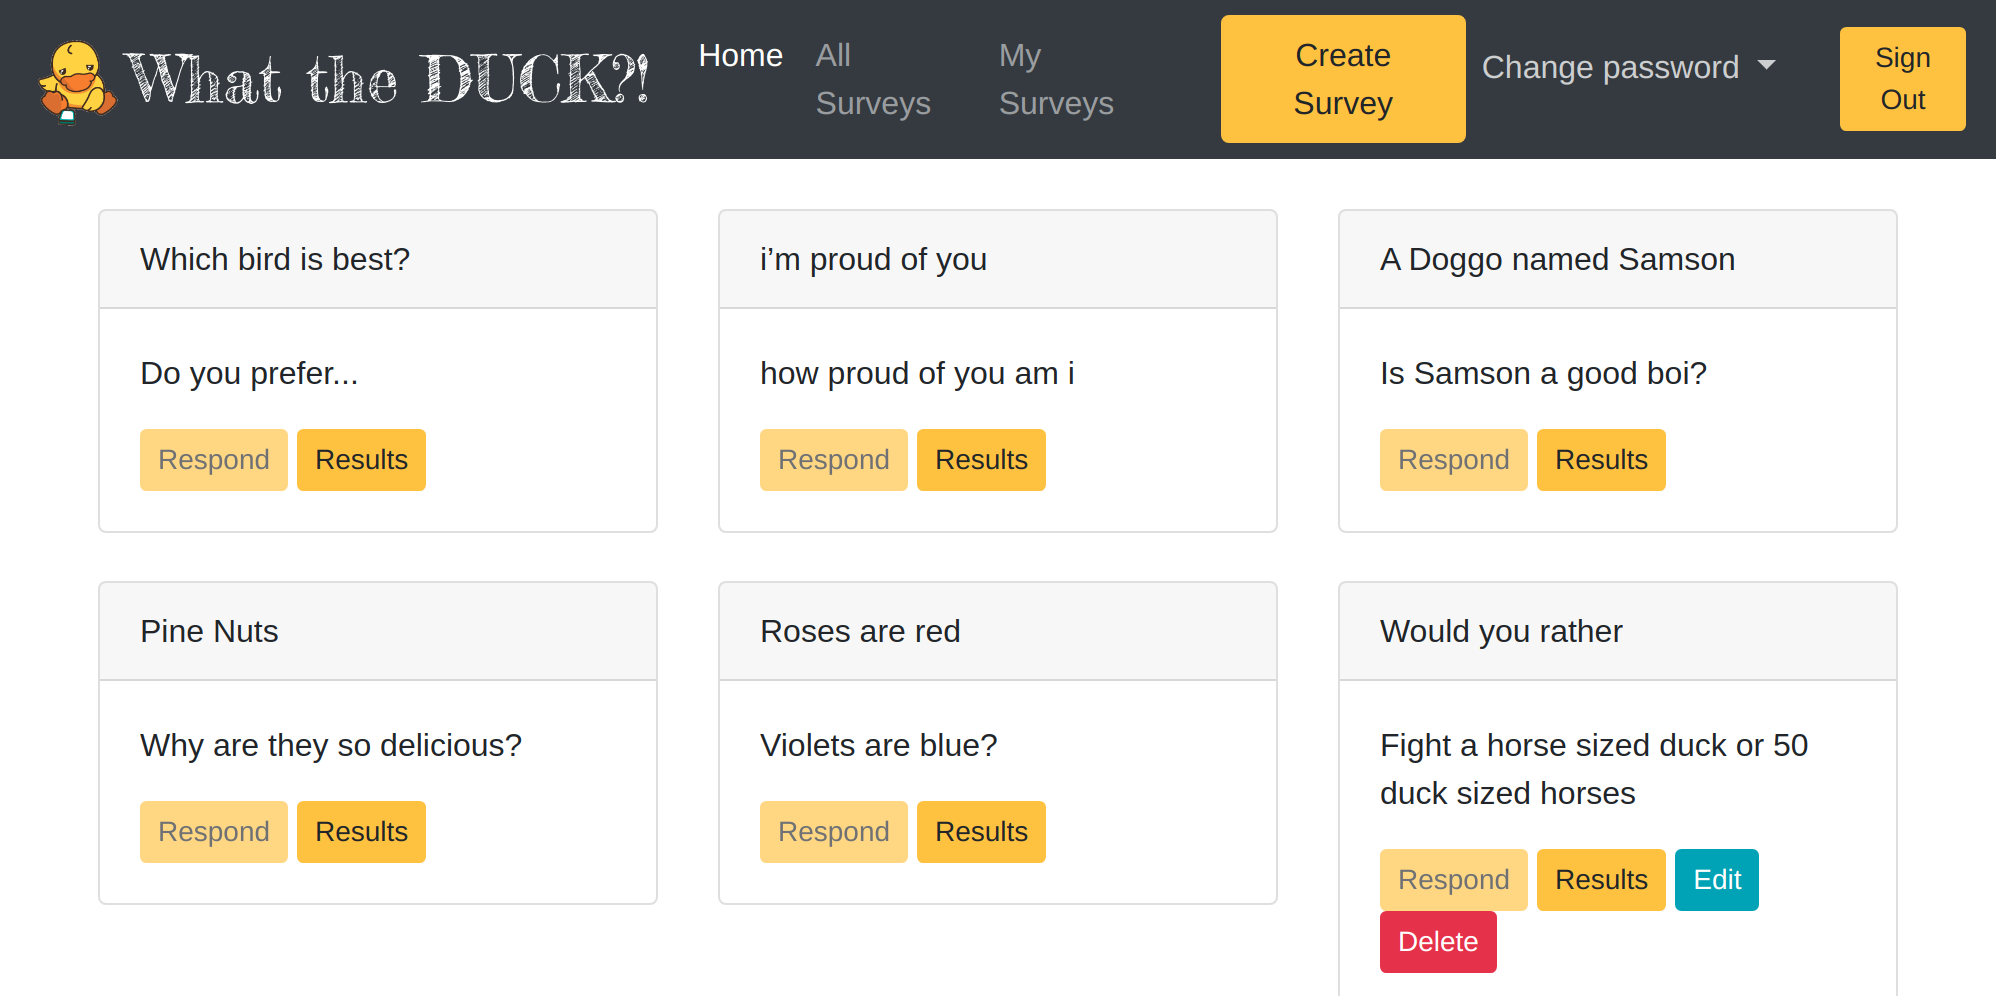 What the DUCK?!
Home
All
Surveys
My
Surveys
Create
Survey
Change password
Sign
Out
Which bird is best?
Do you prefer...
Respond Results
i’m proud of you
how proud of you am i
Respond Results
A Doggo named Samson
Is Samson a good boi?
Respond Results
Pine Nuts
Why are they so delicious?
Respond Results
Roses are red
Violets are blue?
Respond Results
Would you rather
Fight a horse sized duck or 50
duck sized horses
Respond Results Edit
Delete